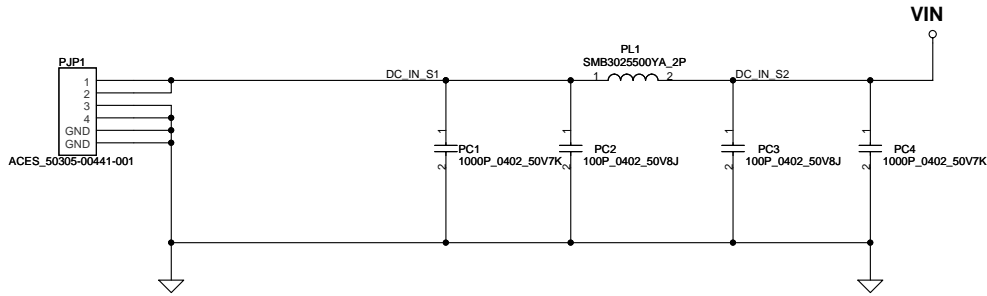 VIN
PJP1
PL1
SMB3025500YA_2P
DC_IN_S1
1
2
DC_IN_S2
1
2
3
4
GND
GND
ACES_50305-00441-001
1
2
PC1
1000P_0402_50V7K
1
2
PC2
100P_0402_50V8J
1
2
PC3
100P_0402_50V8J
1
2
PC4
1000P_0402_50V7K